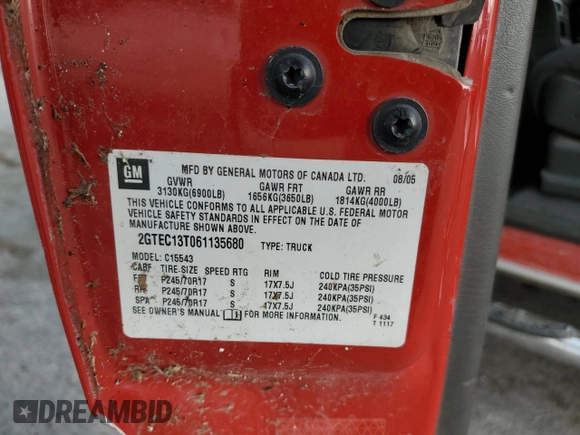 GM
MFD BY GENERAL MOTORS OF CANADA LTD. 08/05
GVWR GAWR FRT GAWR RR
3130KG(6900LB) 1656KG(3650LB) 1814KG(4000LB)
THIS VEHICLE CONFORMS TO ALL APPLICABLE U.S. FEDERAL MOTOR
VEHICLE SAFETY STANDARDS IN EFFECT ON THE DATE OF
MANUFACTURE SHOWN ABOVE.
2GTEC13T061135680 TYPE: TRUCK
MODEL: C15543
TIRE SIZE SPEED RTG RIM COLD TIRE PRESSURE
FRT P245/70R17 S 17X7.5J 240KPA(35PSI)
RR P245/70R17 S 17X7.5J 240KPA(35PSI)
SPA P245/70R17 S 17X7.5J 240KPA(35PSI)
SEE OWNER'S MANUAL FOR MORE INFORMATION.
F 434
T 1117
DREAMBID